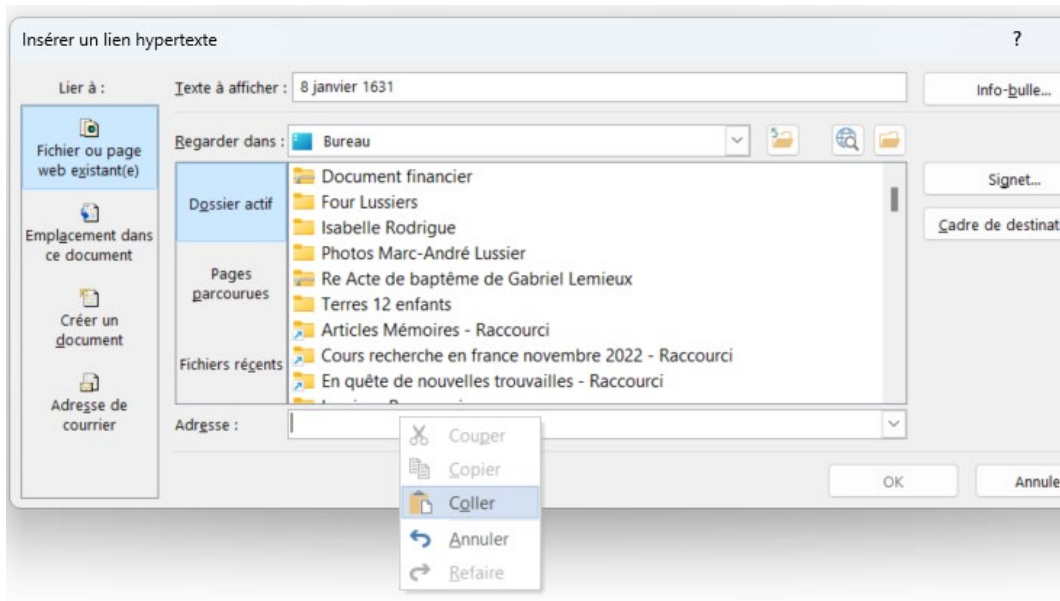 Insérer un lien hypertexte
?
Lier à :
Texte à afficher :
8 janvier 1631
Info-bulle...
Fichier ou page
web existant(e)
Regarder dans :
Bureau
Dossier actif
Document financier
Four Lussiers
Isabelle Rodrigue
Photos Marc-André Lussier
Re Acte de baptême de Gabriel Lemieux
Terres 12 enfants
Articles Mémoires - Raccourci
Cours recherche en france novembre 2022 - Raccourci
En quête de nouvelles trouvailles - Raccourci
Signet...
Cadre de destinat
Emplacement dans
ce document
Pages
parcourues
Créer un
document
Fichiers récents
Adresse de
courrier
Adresse :
Couper
Copier
Coller
Annuler
Refaire
OK
Annule